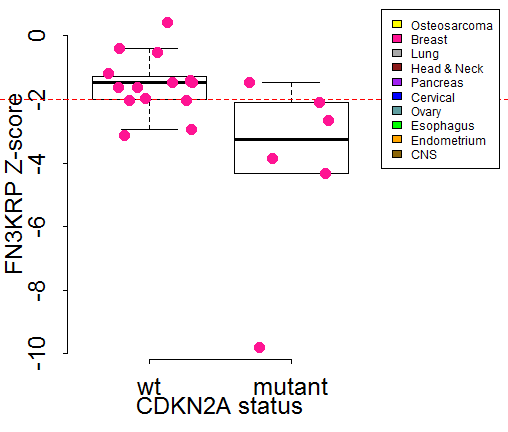 0
-2
-4
-6
-8
-10
FN3KRP Z-score
wt
mutant
CDKN2A status
Osteosarcoma
Breast
Lung
Head & Neck
Pancreas
Cervical
Ovary
Esophagus
Endometrium
CNS